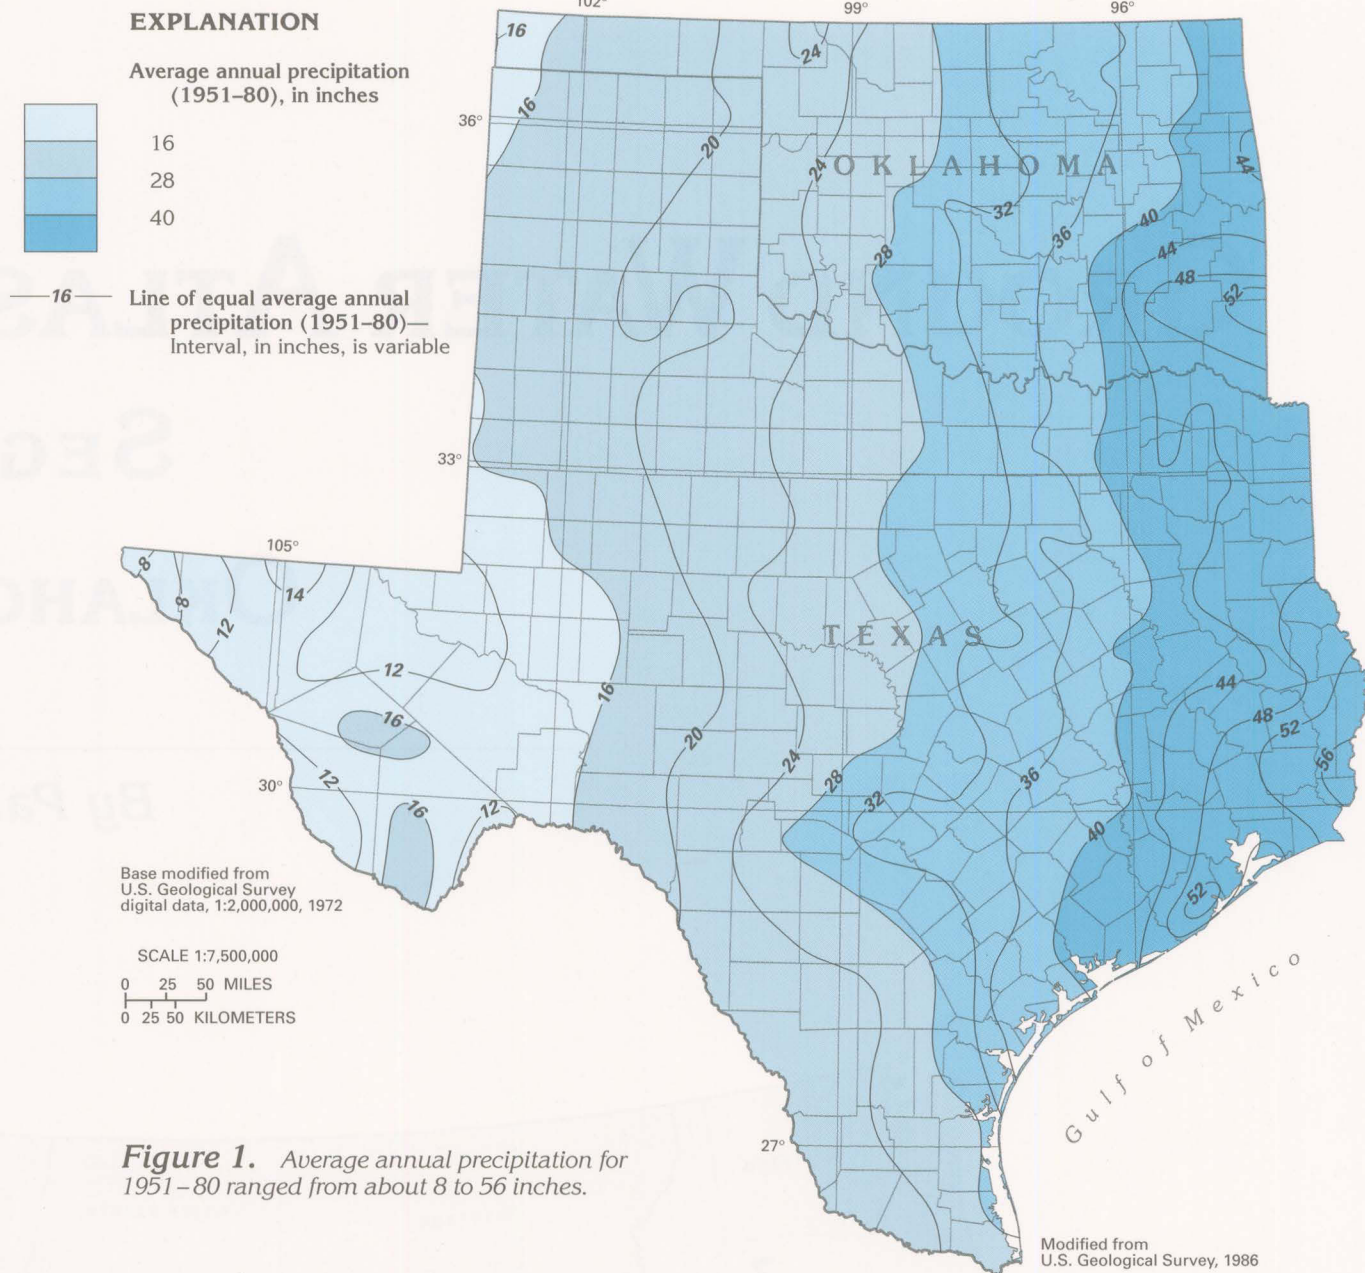 EXPLANATION
Average annual precipitation
(1951–80), in inches
16
28
40
—16— Line of equal average annual
precipitation (1951–80)—
Interval, in inches, is variable
102°
99°
96°
16
24
36°
16
20
24
OKLAHOMA
44
32
36
40
28
44
48
52
33°
105°
8
14
8
12
TEXAS
12
16
44
16
48
20
24
52
56
30°
12
28
36
32
16
12
40
52
Base modified from
U.S. Geological Survey
digital data, 1:2,000,000, 1972
SCALE 1:7,500,000
0 25 50 MILES
0 25 50 KILOMETERS
Gulf of Mexico
27°
Figure 1. Average annual precipitation for
1951–80 ranged from about 8 to 56 inches.
Modified from
U.S. Geological Survey, 1986